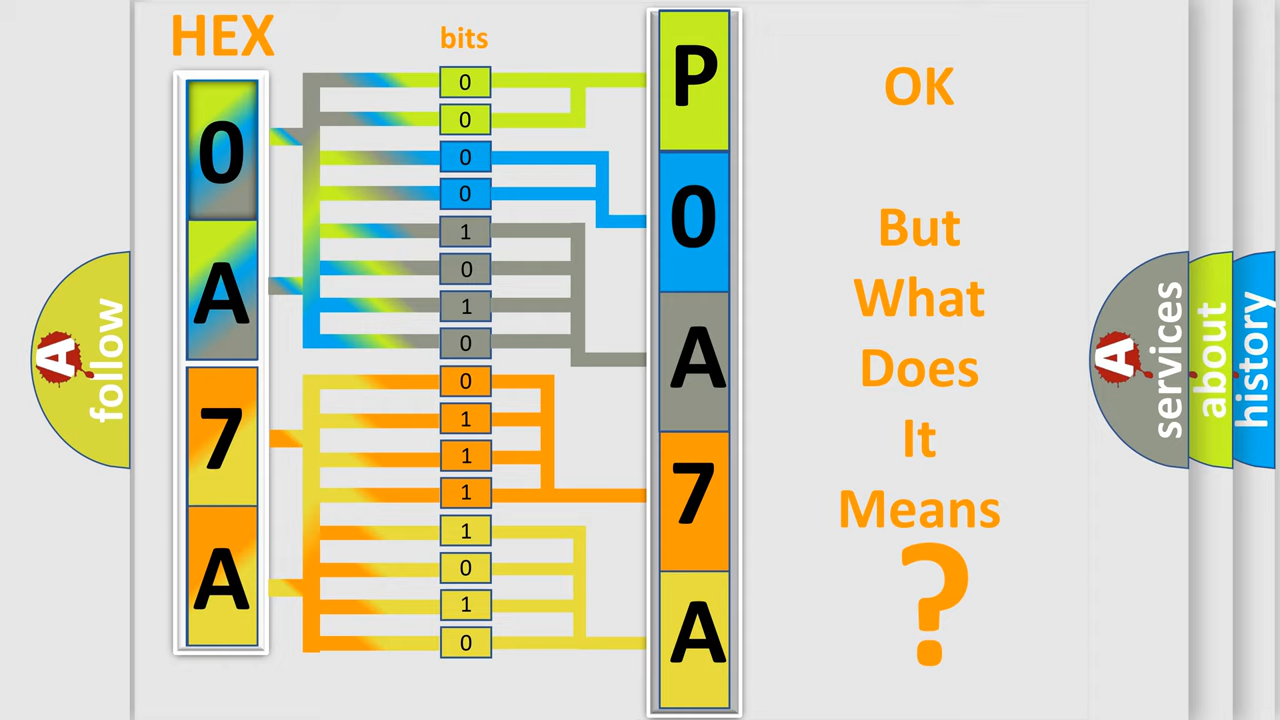 HEX
bits
0
A
7
A
0
0
0
0
1
0
1
0
0
1
1
1
1
0
1
0
P
0
A
7
A
OK
But
What
Does
It
Means
?
A
follow
A
services
about
history